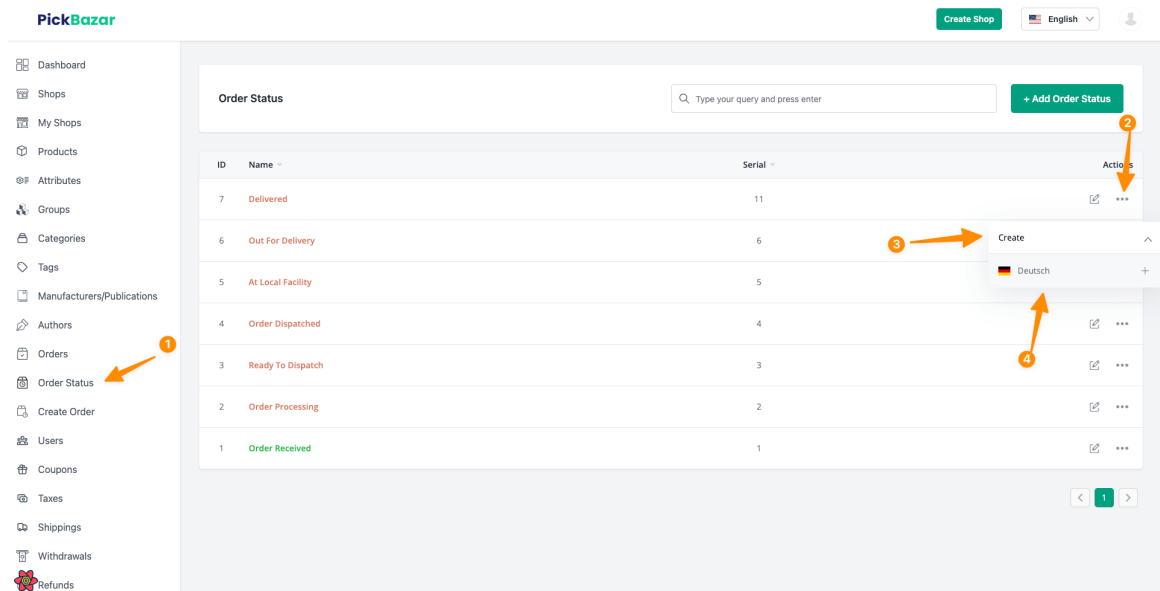 PickBazar
Create Shop
English
Dashboard
Shops
My Shops
Products
Attributes
Groups
Categories
Tags
Manufacturers/Publications
Authors
Orders
1
Order Status
Create Order
Users
Coupons
Taxes
Shippings
Withdrawals
Refunds
Order Status
Type your query and press enter
+ Add Order Status
2
ID Name Serial Actions
7 Delivered 11
6 Out For Delivery 6
3
Create
Deutsch
5 At Local Facility 5
4 Order Dispatched 4
4
3 Ready To Dispatch 3
2 Order Processing 2
1 Order Received 1
1